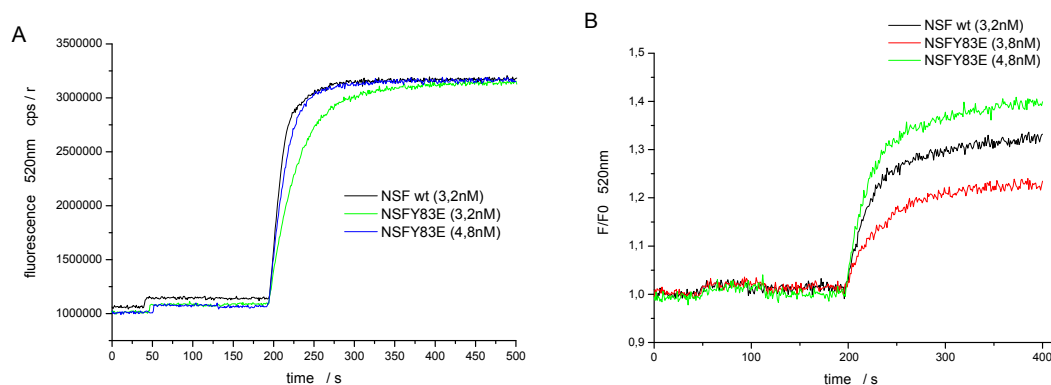 A
fluorescence 520nm cps / r
3500000
3000000
2500000
2000000
1500000
1000000
NSF wt (3,2nM)
NSFY83E (3,2nM)
NSFY83E (4,8nM)
0 50 100 150 200 250 300 350 400 450 500
time / s
B
NSF wt (3,2nM)
NSFY83E (3,8nM)
NSFY83E (4,8nM)
F/F0 520nm
1,5
1,4
1,3
1,2
1,1
1,0
0,9
0 100 200 300 400
time / s